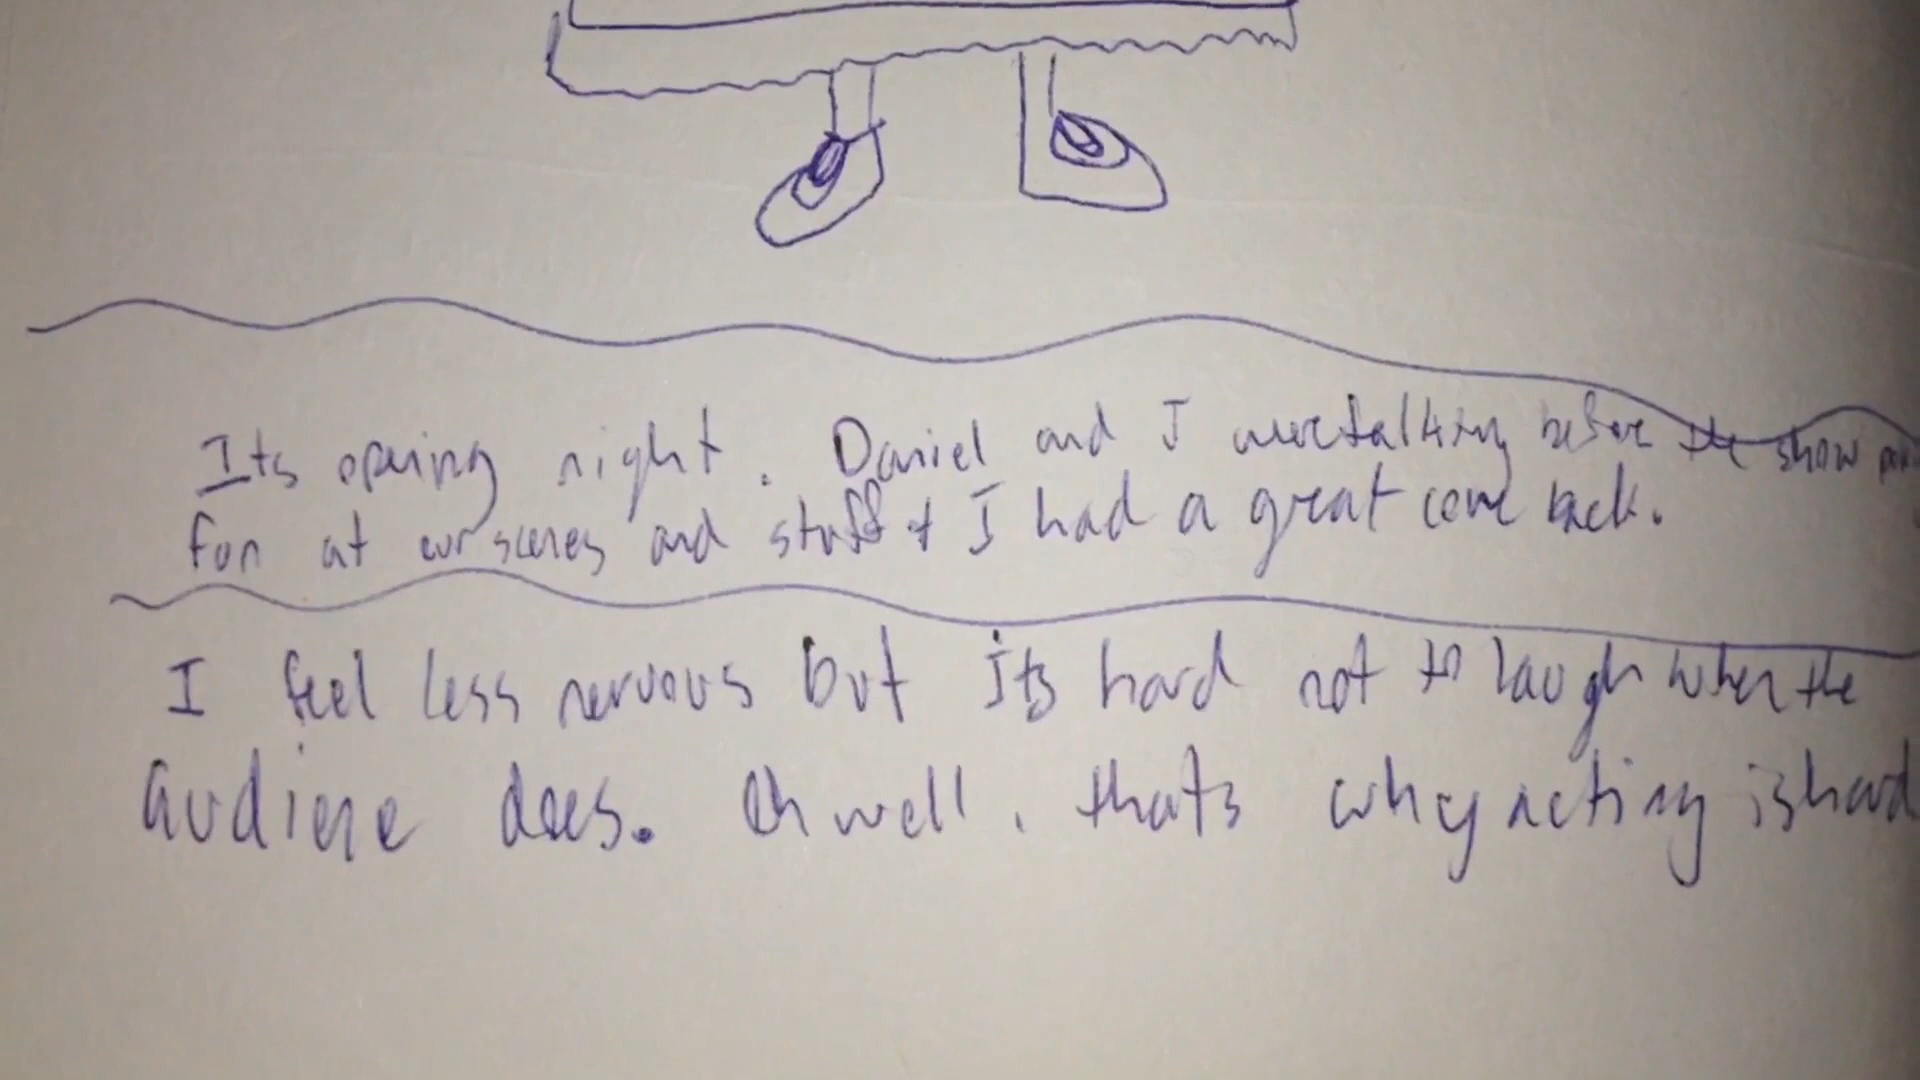 Its opening night. Daniel and I were talking before the show
fun at our scenes and stuff & I had a great come back.
I feel less nervous but its hard not to laugh when the
audience does. Oh well. thats why acting is hard